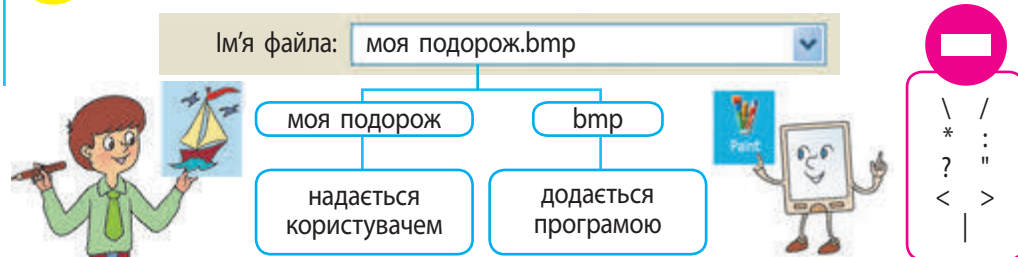 Ім'я файла: моя подорож.bmp
моя подорож
bmp
Paint
надається
користувачем
додається
програмою
\ /
* :
? "
< >
|